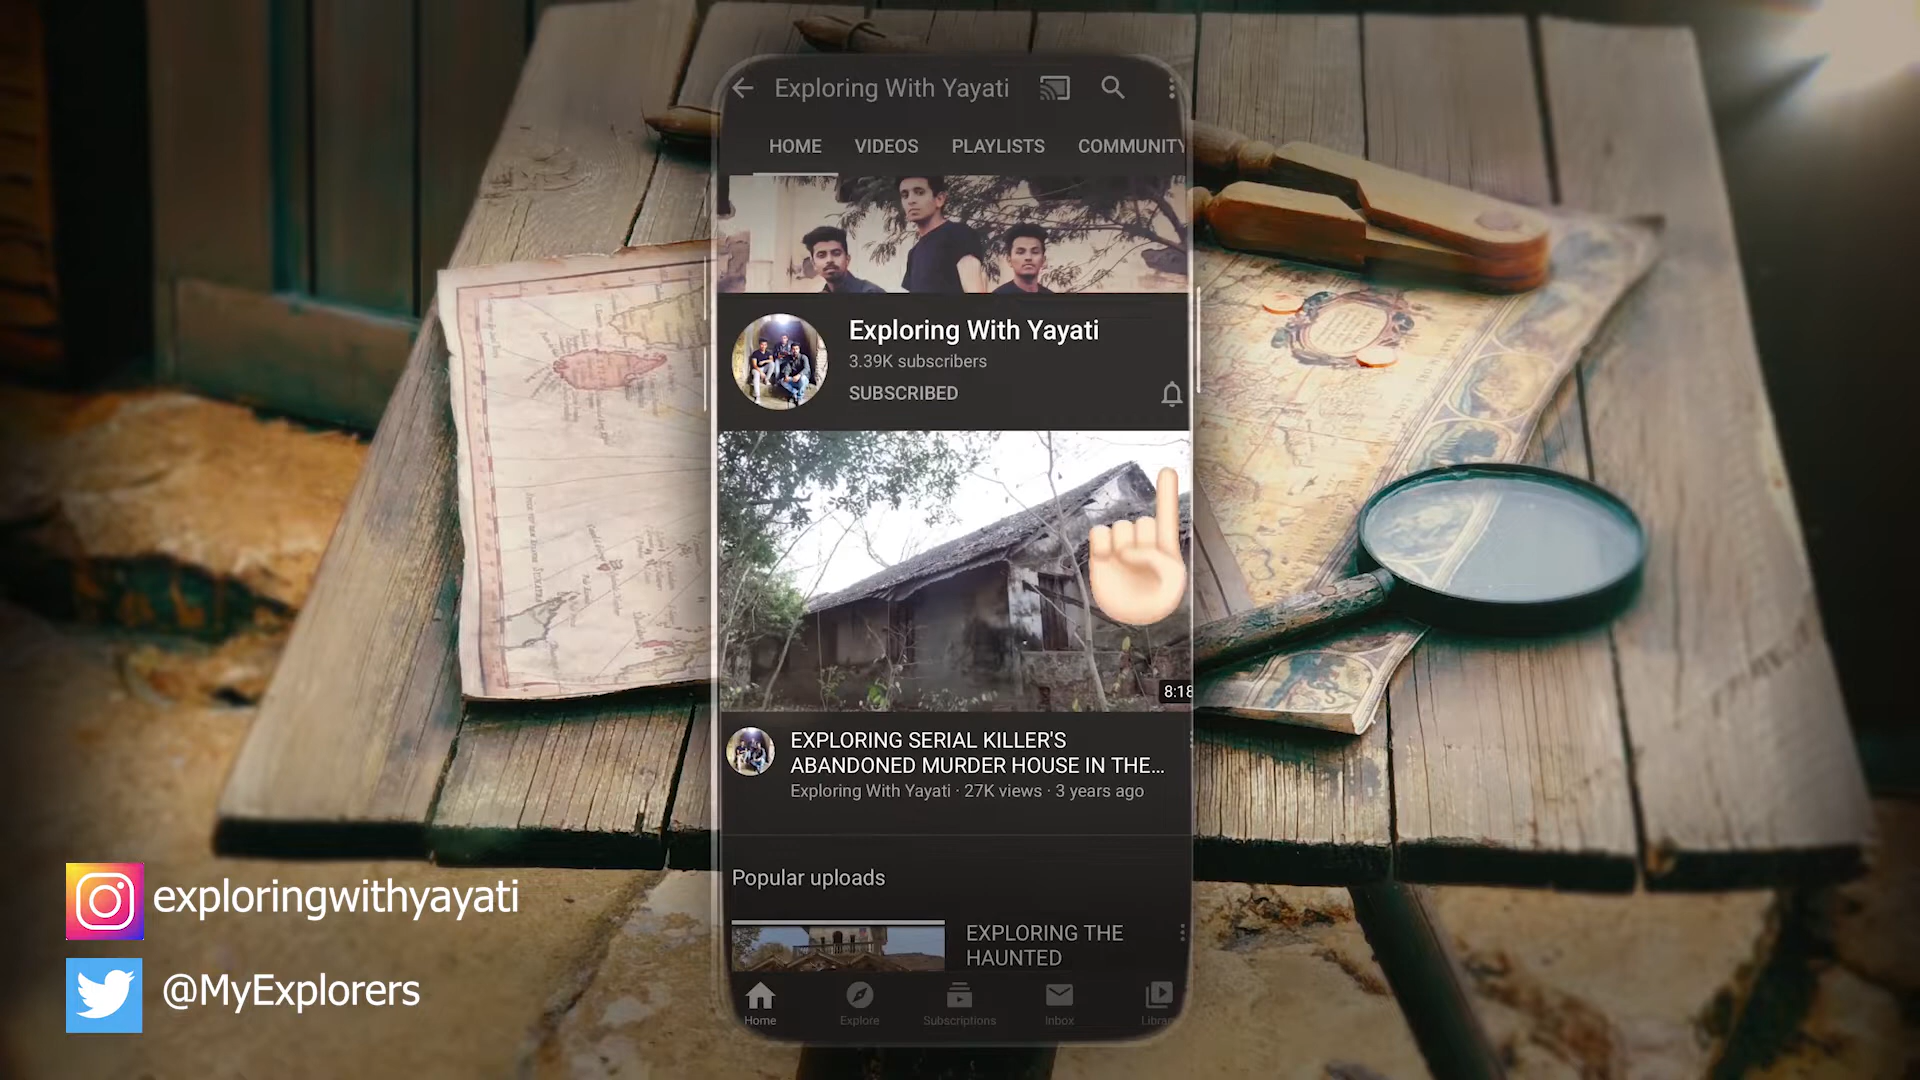 Exploring With Yayati
HOME VIDEOS PLAYLISTS COMMUNITY
Exploring With Yayati
3.39K subscribers
SUBSCRIBED
8:18
EXPLORING SERIAL KILLER'S
ABANDONED MURDER HOUSE IN THE...
Exploring With Yayati · 27K views · 3 years ago
Popular uploads
EXPLORING THE
HAUNTED
Home Explore Subscriptions Inbox
exploringwithyayati
@MyExplorers